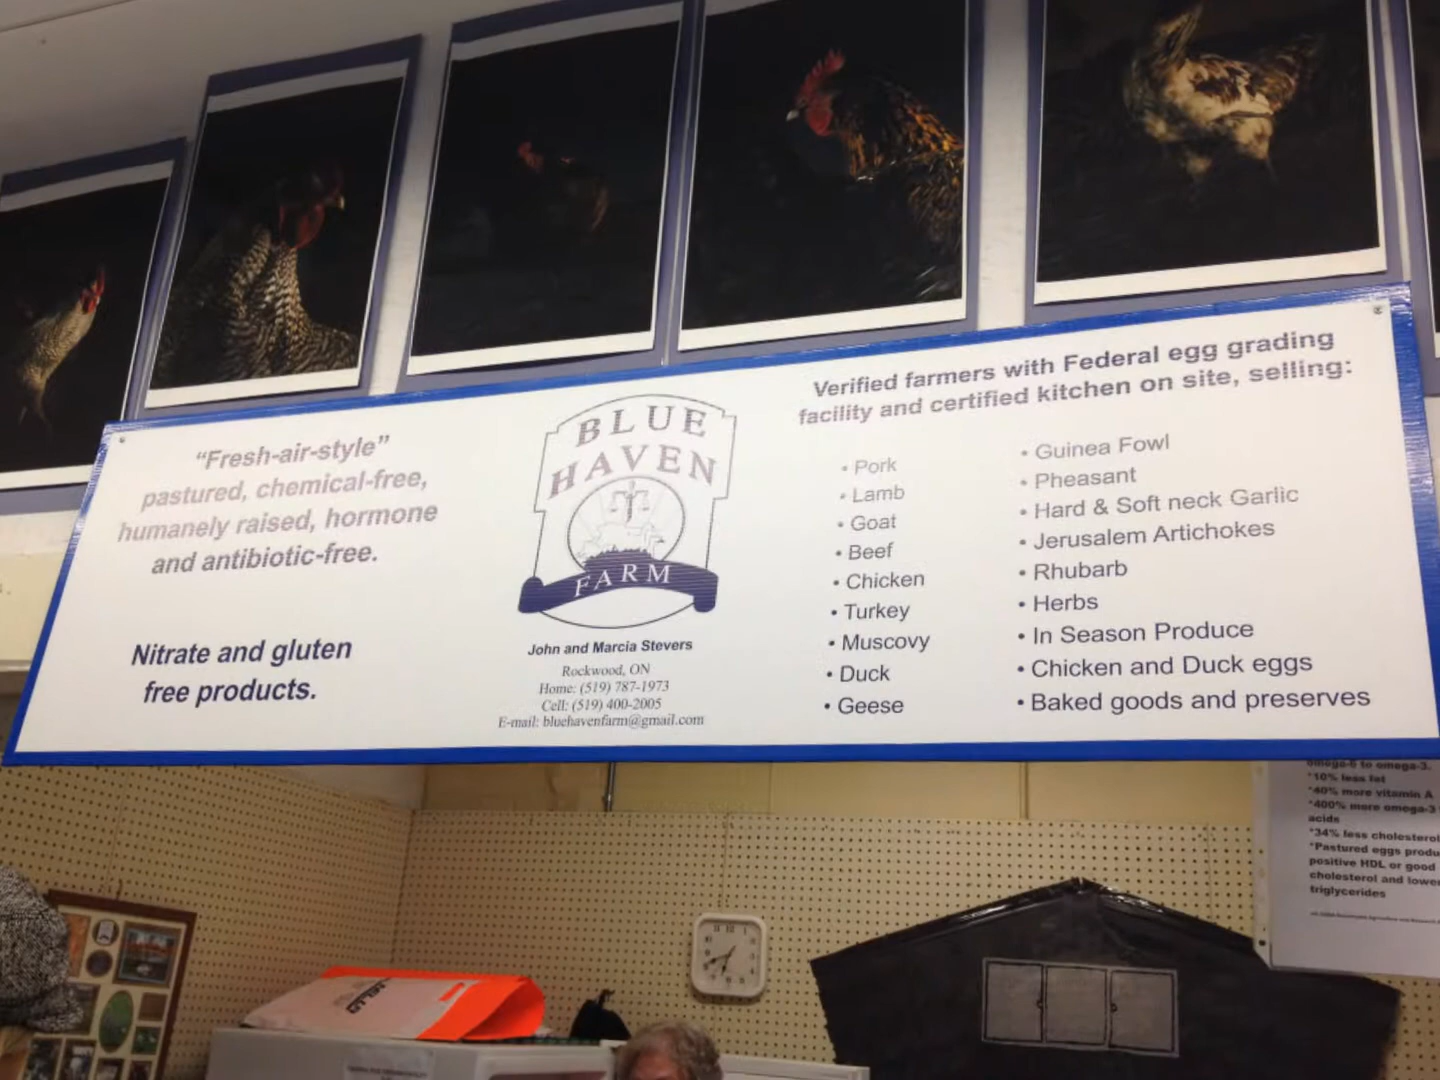 "Fresh-air-style"
pastured, chemical-free,
humanely raised, hormone
and antibiotic-free.
Nitrate and gluten
free products.
BLUE
HAVEN
FARM
John and Marcia Stevers
Rockwood, ON
Home: (519) 787-1973
Cell: (519) 400-2005
E-mail: bluehavenfarm@gmail.com
Verified farmers with Federal egg grading
facility and certified kitchen on site, selling:
• Pork
• Lamb
• Goat
• Beef
• Chicken
• Turkey
• Muscovy
• Duck
• Geese
• Guinea Fowl
• Pheasant
• Hard & Soft neck Garlic
• Jerusalem Artichokes
• Rhubarb
• Herbs
• In Season Produce
• Chicken and Duck eggs
• Baked goods and preserves
omega-6 to omega-3.
*10% less fat
*40% more vitamin A
*400% more omega-3
acids
*34% less cholesterol
*Pastured eggs produ
positive HDL or good
cholesterol and lower
triglycerides